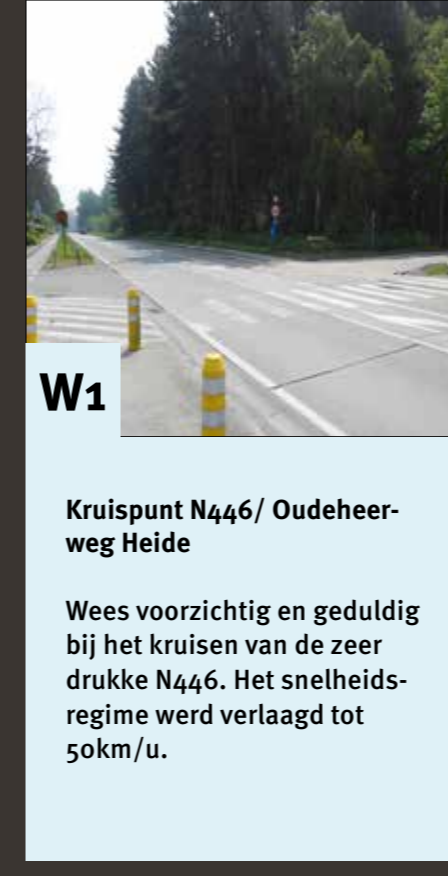 W1
Kruispunt N446/ Oudeheer-
weg Heide
Wees voorzichtig en geduldig
bij het kruisen van de zeer
drukke N446. Het snelheids-
regime werd verlaagd tot
50km/u.